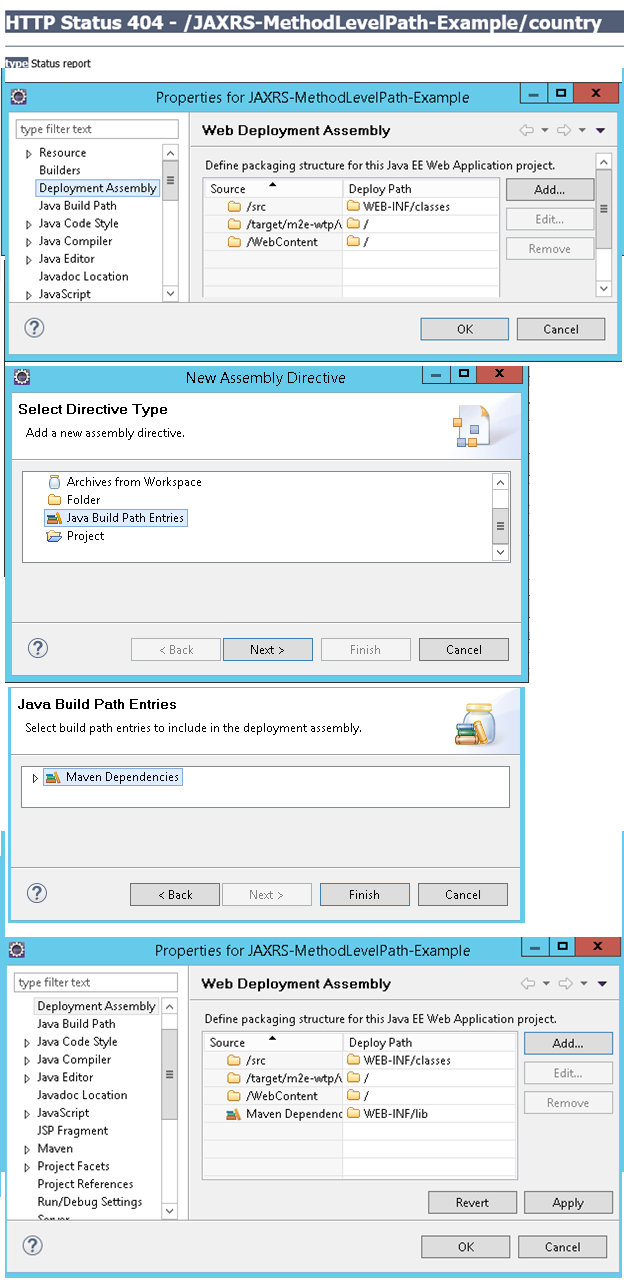 HTTP Status 404 - /JAXRS-MethodLevelPath-Example/country
type Status report
Properties for JAXRS-MethodLevelPath-Example
type filter text
Resource
Builders
Deployment Assembly
Java Build Path
Java Code Style
Java Compiler
Java Editor
Javadoc Location
JavaScript
Web Deployment Assembly
Define packaging structure for this Java EE Web Application project.
Source Deploy Path
/src WEB-INF/classes
/target/m2e-wtp/ /
/WebContent /
Add...
Edit...
Remove
OK Cancel
New Assembly Directive
Select Directive Type
Add a new assembly directive.
Archives from Workspace
Folder
Java Build Path Entries
Project
< Back Next > Finish Cancel
Java Build Path Entries
Select build path entries to include in the deployment assembly.
Maven Dependencies
< Back Next > Finish Cancel
Properties for JAXRS-MethodLevelPath-Example
type filter text
Deployment Assembly
Java Build Path
Java Code Style
Java Compiler
Java Editor
Javadoc Location
JavaScript
JSP Fragment
Maven
Project Facets
Project References
Run/Debug Settings
Server
Web Deployment Assembly
Define packaging structure for this Java EE Web Application project.
Source Deploy Path
/src WEB-INF/classes
/target/m2e-wtp/ /
/WebContent /
Maven Dependenc WEB-INF/lib
Add...
Edit...
Remove
Revert Apply
OK Cancel